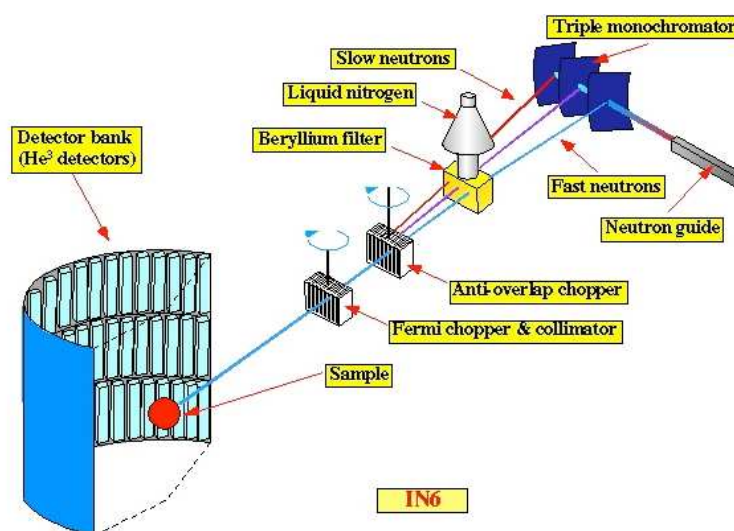 Triple monochromator
Slow neutrons
Liquid nitrogen
Detector bank
(He³ detectors)
Beryllium filter
Fast neutrons
Neutron guide
Anti-overlap chopper
Fermi chopper & collimator
Sample
IN6